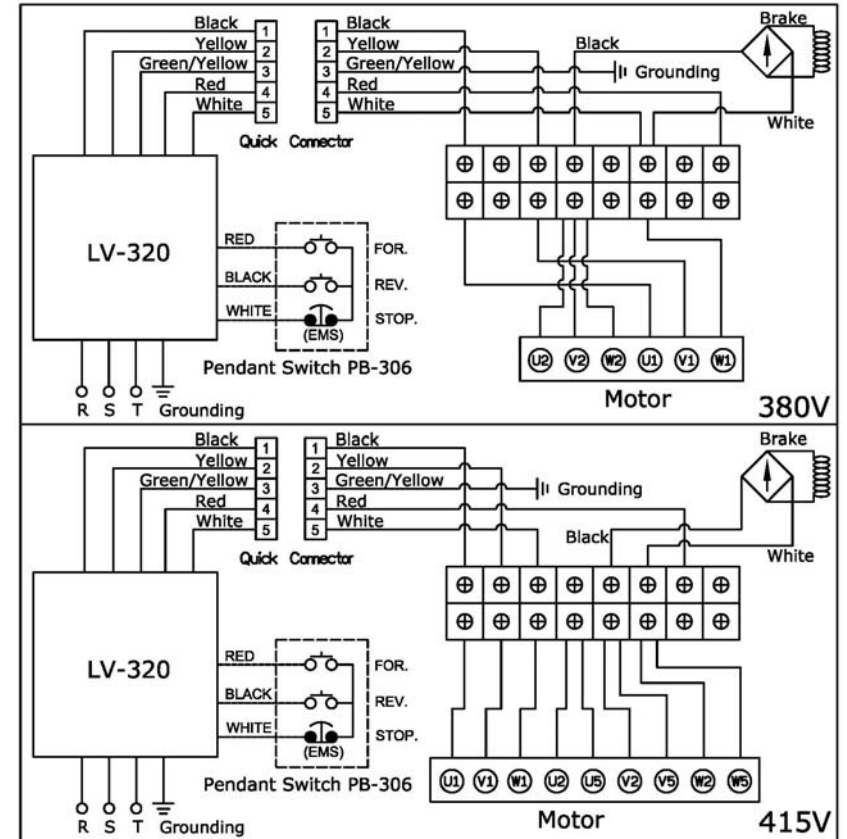 Black 1 1 Black Brake
Yellow 2 2 Yellow Black
Green/Yellow 3 3 Green/Yellow Grounding
Red 4 4 Red
White 5 5 White White
Quick Connector
LV-320
RED FOR.
BLACK REV.
WHITE STOP.
(EMS)
Pendant Switch PB-306
U2 V2 W2 U1 V1 W1
R S T Grounding Motor 380V
Black 1 1 Black Brake
Yellow 2 2 Yellow
Green/Yellow 3 3 Green/Yellow Grounding
Red 4 4 Red
White 5 5 White Black White
Quick Connector
LV-320
RED FOR.
BLACK REV.
WHITE STOP.
(EMS)
Pendant Switch PB-306
U1 V1 W1 U2 U5 V2 V5 W2 W5
R S T Grounding Motor 415V